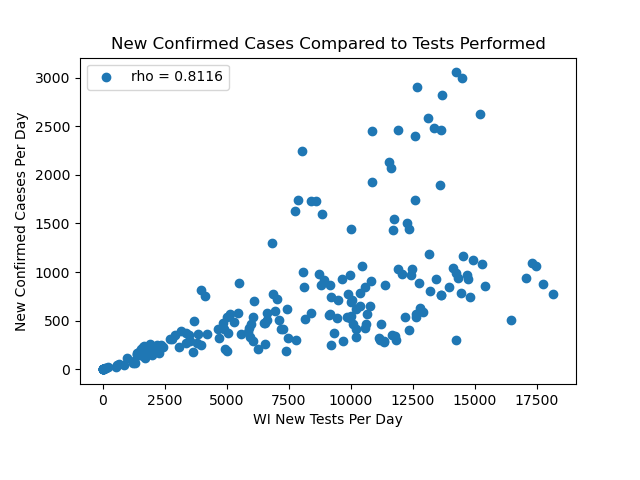 New Confirmed Cases Compared to Tests Performed
rho = 0.8116
3000
2500
2000
1500
1000
500
0
New Confirmed Caeses Per Day
0 2500 5000 7500 10000 12500 15000 17500
WI New Tests Per Day